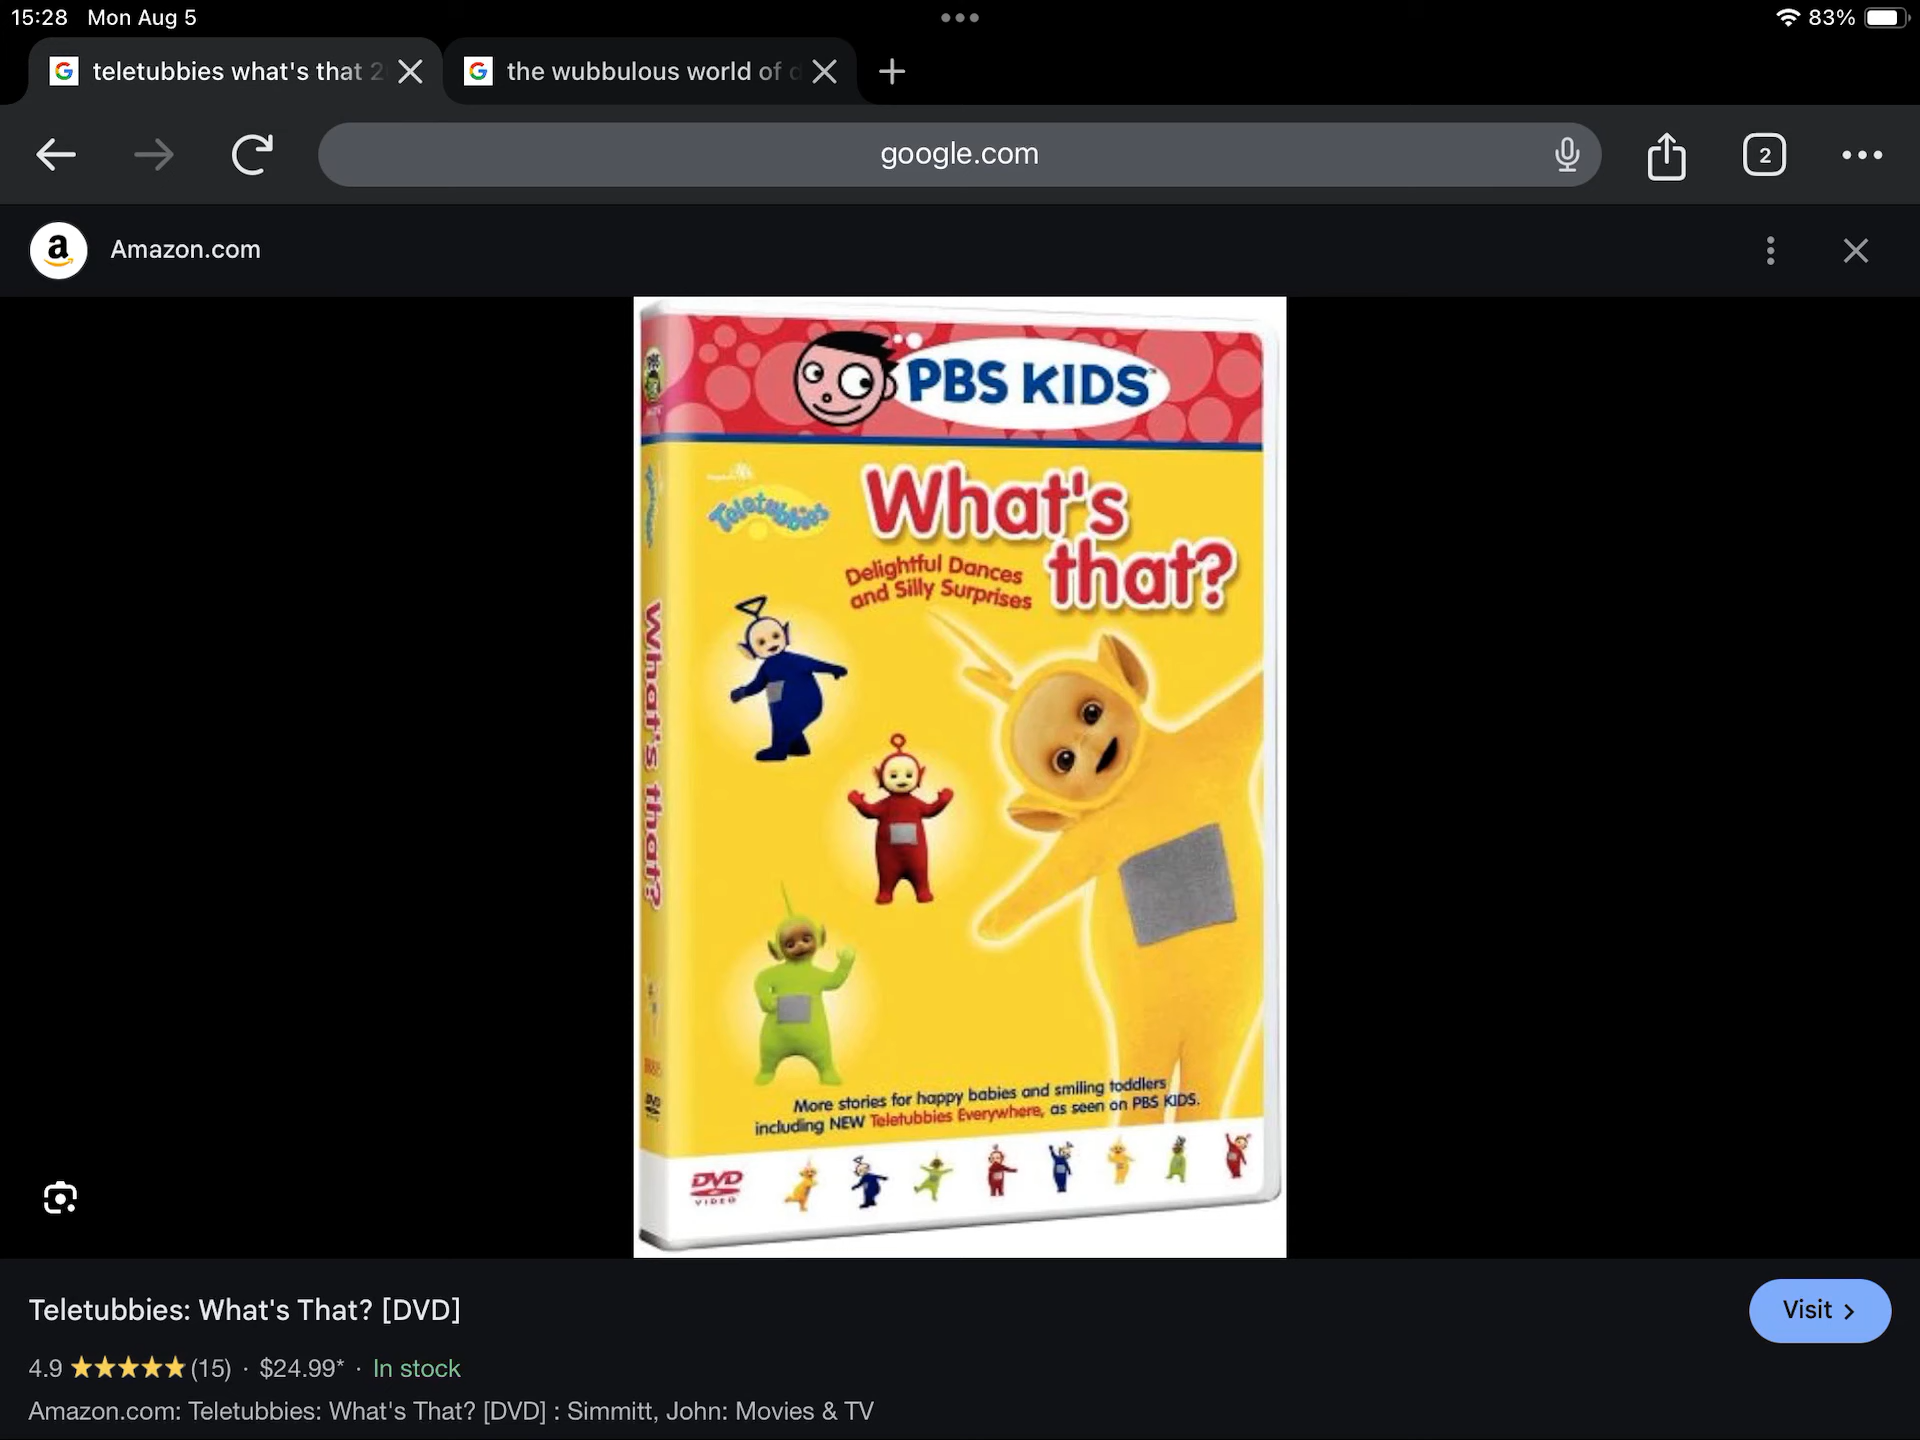 15:28 Mon Aug 5
83%
teletubbies what's that 2
the wubbulous world of d
google.com
2
Amazon.com
PBS KIDS™
Teletubbies
What's
that?
Delightful Dances
and Silly Surprises
What's that?
More stories for happy babies and smiling toddlers
including NEW Teletubbies Everywhere, as seen on PBS KIDS.
DVD
VIDEO
DVD
Teletubbies: What's That? [DVD]
Visit
4.9 (15) · $24.99* · In stock
Amazon.com: Teletubbies: What's That? [DVD] : Simmitt, John: Movies & TV